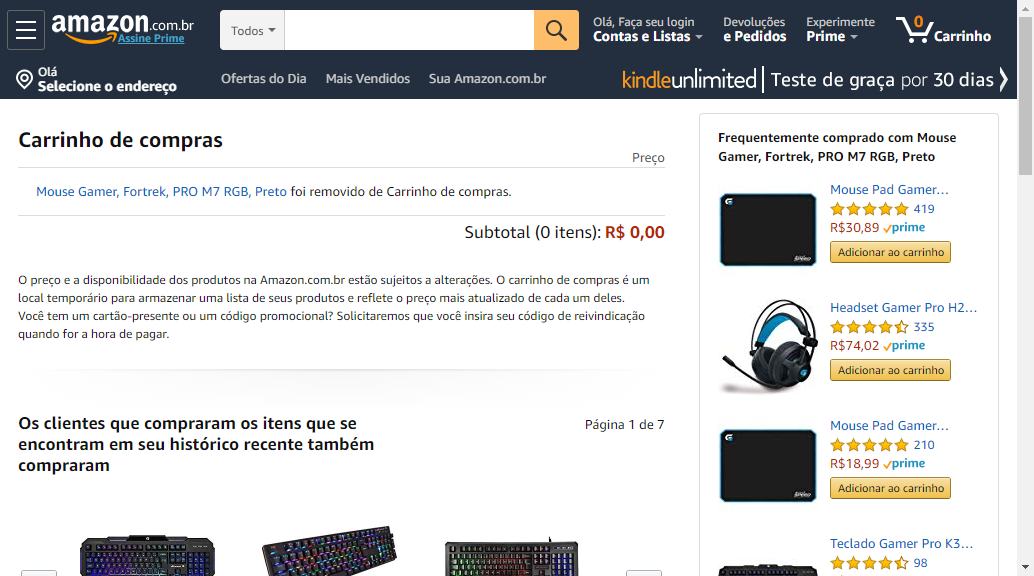 amazon.com.br
Assine Prime
Todos
Olá, Faça seu login
Contas e Listas
Devoluções
e Pedidos
Experimente
Prime
0
Carrinho
Olá
Selecione o endereço
Ofertas do Dia
Mais Vendidos
Sua Amazon.com.br
kindleunlimited
Teste de graça por 30 dias
Carrinho de compras
Preço
Mouse Gamer, Fortrek, PRO M7 RGB, Preto foi removido de Carrinho de compras.
Subtotal (0 itens): R$ 0,00
O preço e a disponibilidade dos produtos na Amazon.com.br estão sujeitos a alterações. O carrinho de compras é um
local temporário para armazenar uma lista de seus produtos e reflete o preço mais atualizado de cada um deles.
Você tem um cartão-presente ou um código promocional? Solicitaremos que você insira seu código de reivindicação
quando for a hora de pagar.
Os clientes que compraram os itens que se
encontram em seu histórico recente também
compraram
Página 1 de 7
Frequentemente comprado com Mouse
Gamer, Fortrek, PRO M7 RGB, Preto
Mouse Pad Gamer...
419
R$30,89 prime
Adicionar ao carrinho
Headset Gamer Pro H2...
335
R$74,02 prime
Adicionar ao carrinho
Mouse Pad Gamer...
210
R$18,99 prime
Adicionar ao carrinho
Teclado Gamer Pro K3...
98